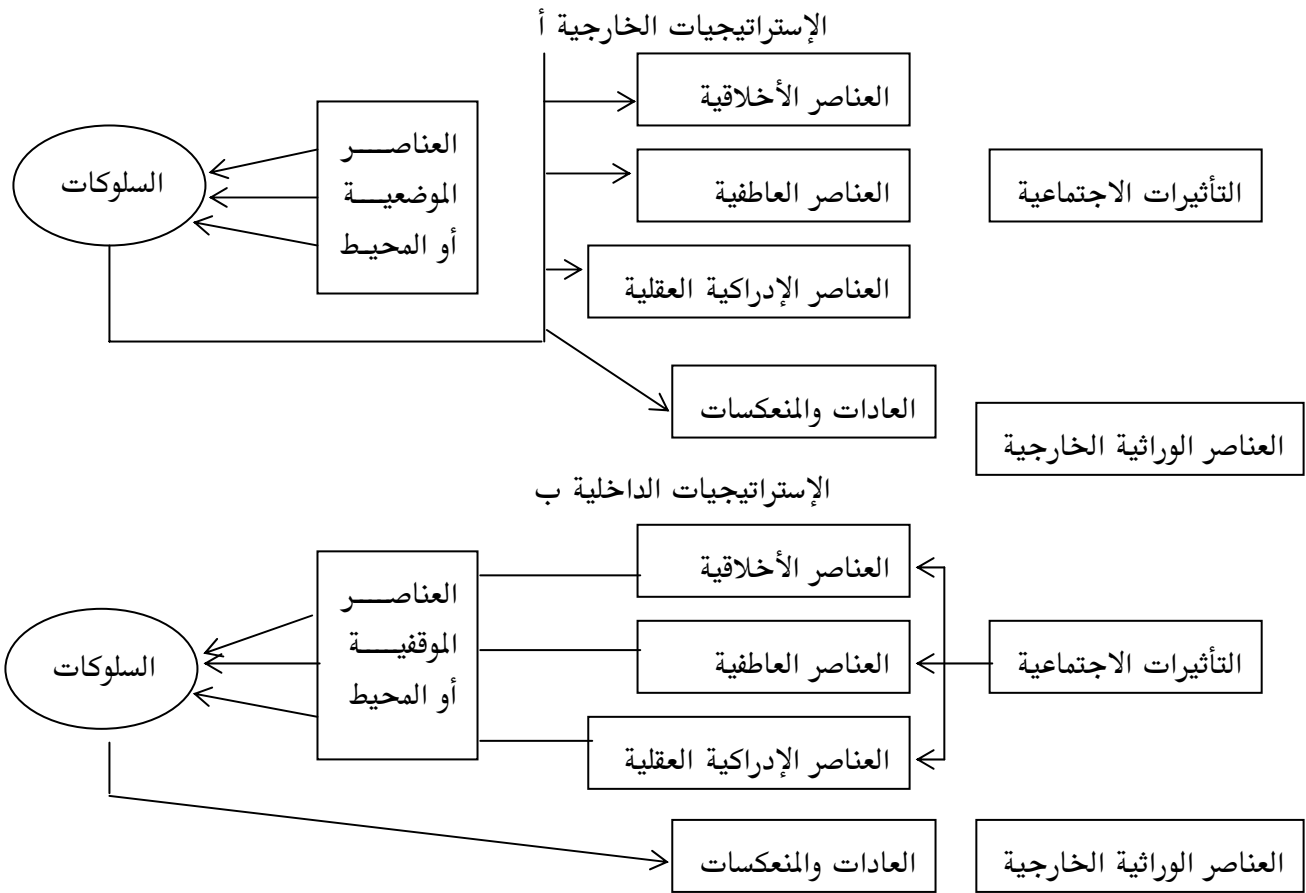 الإستراتيجيات الخارجية أ
العناصر الأخلاقية
العناصر
الموضعية
أو المحيط
السلوكات
التأثيرات الاجتماعية
العناصر العاطفية
العناصر الإدراكية العقلية
العادات والمنعكسات
العناصر الوراثية الخارجية
الإستراتيجيات الداخلية ب
العناصر الأخلاقية
العناصر
الموقفية
أو المحيط
السلوكات
التأثيرات الاجتماعية
العناصر العاطفية
العناصر الإدراكية العقلية
العناصر الوراثية الخارجية
العادات والمنعكسات